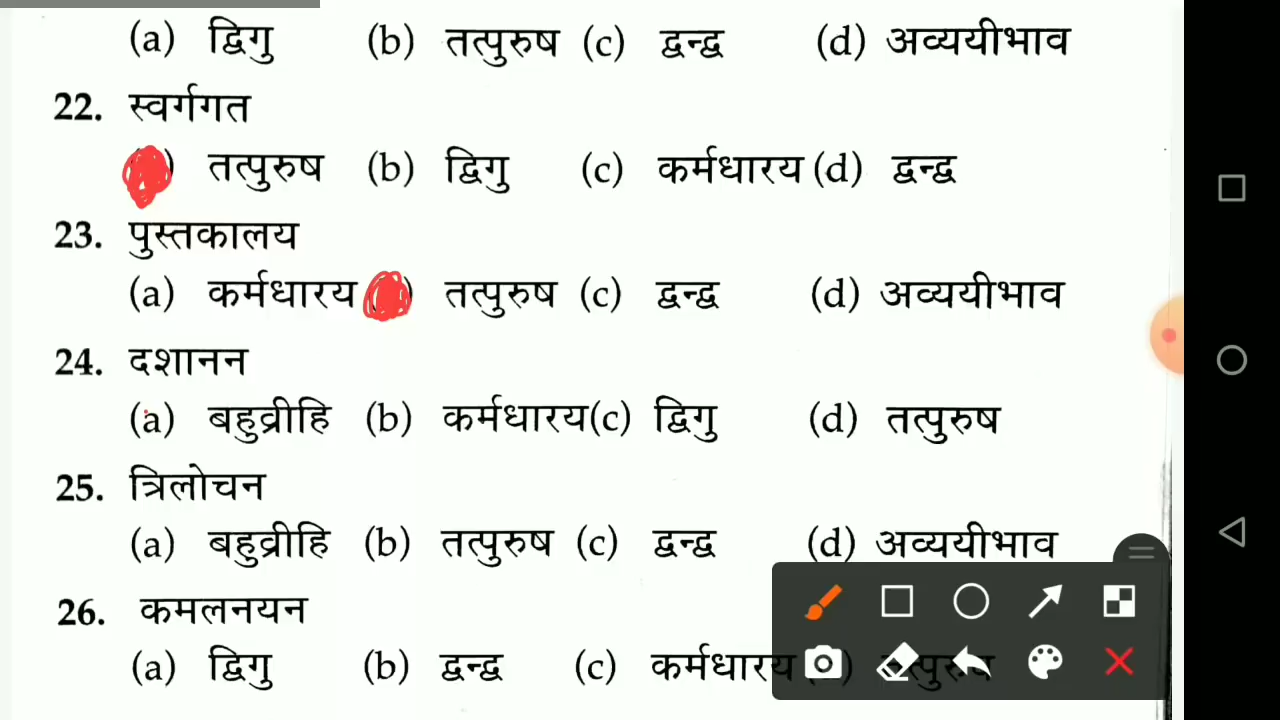 (a) द्विगु (b) तत्पुरुष (c) द्वन्द्व (d) अव्ययीभाव
22. स्वर्गगत
) तत्पुरुष (b) द्विगु (c) कर्मधारय (d) द्वन्द्व
23. पुस्तकालय
(a) कर्मधारय ) तत्पुरुष (c) द्वन्द्व (d) अव्ययीभाव
24. दशानन
(a) बहुव्रीहि (b) कर्मधारय (c) द्विगु (d) तत्पुरुष
25. त्रिलोचन
(a) बहुव्रीहि (b) तत्पुरुष (c) द्वन्द्व (d) अव्ययीभाव
26. कमलनयन
(a) द्विगु (b) द्वन्द्व (c) कर्मधारय